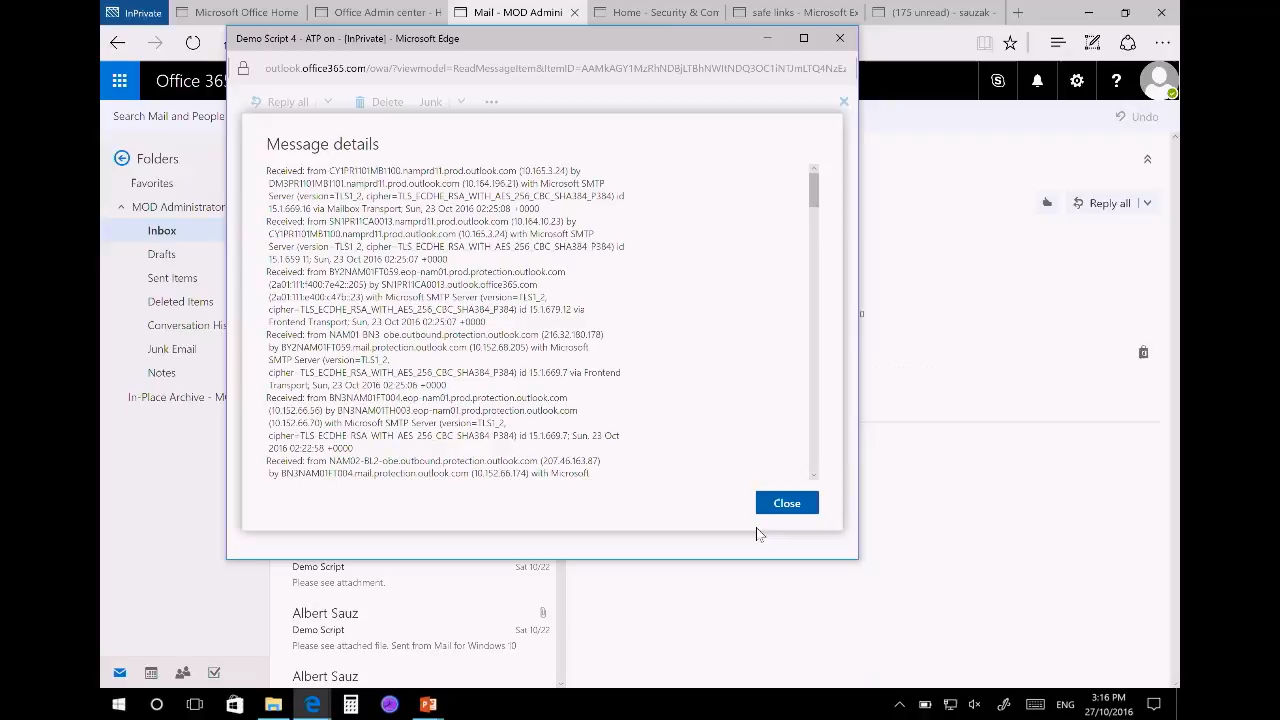 InPrivate
Microsoft Office Home
Office Admin center - H
Mail - MOD Admini
Home - Security & Com
safe links - Microsoft Ex
(175 unread) - sauzak -
Demo Script 4 - ATP on - [InPrivate] - Microsoft Edge
Office 365
outlook.office365.com/owa/?viewmodel=ReadMessageItem&ItemID=
Reply all
Delete
Junk
Search Mail and People
Undo
Message details
Folders
Favorites
MOD Administrator
Inbox
Drafts
Sent Items
Deleted Items
Conversation His
Junk Email
Notes
In-Place Archive - MO
Reply all
Received: from CY1PR1101MB1100.namprd11.prod.outlook.com (10.165.3.24) by
DM3PR1101MB1101.namprd11.prod.outlook.com (10.164.196.21) with Microsoft SMTP
Server (version=TLS1_2, cipher=TLS_ECDHE_RSA_WITH_AES_256_CBC_SHA384_P384) id
15.1.669.16 via Mailbox Transport; Sun, 23 Oct 2016 02:25:08 +0000
Received: from SN1PR11CA0013.namprd11.prod.outlook.com (10.164.10.23) by
CY1PR1101MB1100.namprd11.prod.outlook.com (10.165.3.24) with Microsoft SMTP
Server (version=TLS1_2, cipher=TLS_ECDHE_RSA_WITH_AES_256_CBC_SHA384_P384) id
15.1.659.11; Sun, 23 Oct 2016 02:25:07 +0000
Received: from BY2NAM01FT059.eop-nam01.prod.protection.outlook.com
(2a01:111:f400:7e42::205) by SN1PR11CA0013.outlook.office365.com
(2a01:111:e400:c47b::23) with Microsoft SMTP Server (version=TLS1_2,
cipher=TLS_ECDHE_RSA_WITH_AES_256_CBC_SHA384_P384) id 15.1.679.12 via
Frontend Transport; Sun, 23 Oct 2016 02:25:07 +0000
Received: from NAM01-BN3-obe.outbound.protection.outlook.com (216.32.180.178)
by BY2NAM01FT059.mail.protection.outlook.com (10.152.68.205) with Microsoft
SMTP Server (version=TLS1_2,
cipher=TLS_ECDHE_RSA_WITH_AES_256_CBC_SHA384_P384) id 15.1.669.7 via Frontend
Transport; Sun, 23 Oct 2016 02:25:06 +0000
Received: from BN3NAM01FT004.eop-nam01.prod.protection.outlook.com
(10.152.66.56) by BN3NAM01HT003.eop-nam01.prod.protection.outlook.com
(10.152.66.70) with Microsoft SMTP Server (version=TLS1_2,
cipher=TLS_ECDHE_RSA_WITH_AES_256_CBC_SHA384_P384) id 15.1.669.7; Sun, 23 Oct
2016 02:22:58 +0000
Received: from NAM02-BL2-obe.outbound.protection.outlook.com (207.46.163.87)
by BN3NAM01FT004.mail.protection.outlook.com (10.152.66.174) with Microsoft
Close
Demo Script
Sat 10/22
Please see attachment.
Albert Sauz
Demo Script
Sat 10/22
Please see attached file. Sent from Mail for Windows 10
Albert Sauz
ENG
3:16 PM
27/10/2016